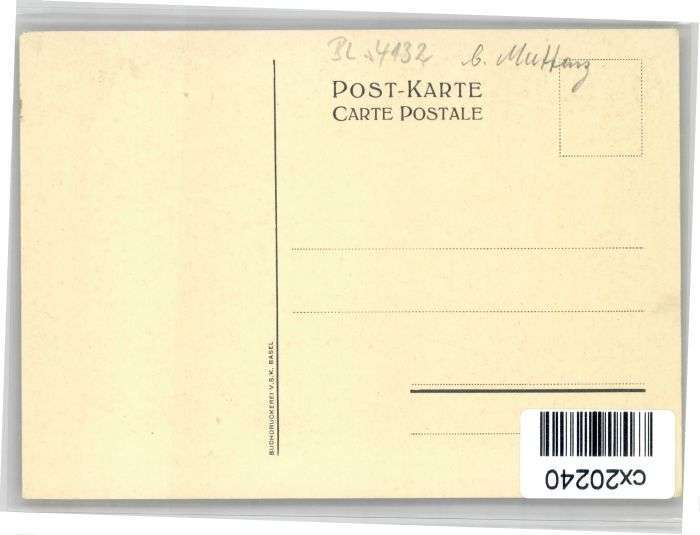 BL 4132 b. Muttenz
POST-KARTE
CARTE POSTALE
BUCHDRUCKEREI V.S.K. BASEL
cx20240